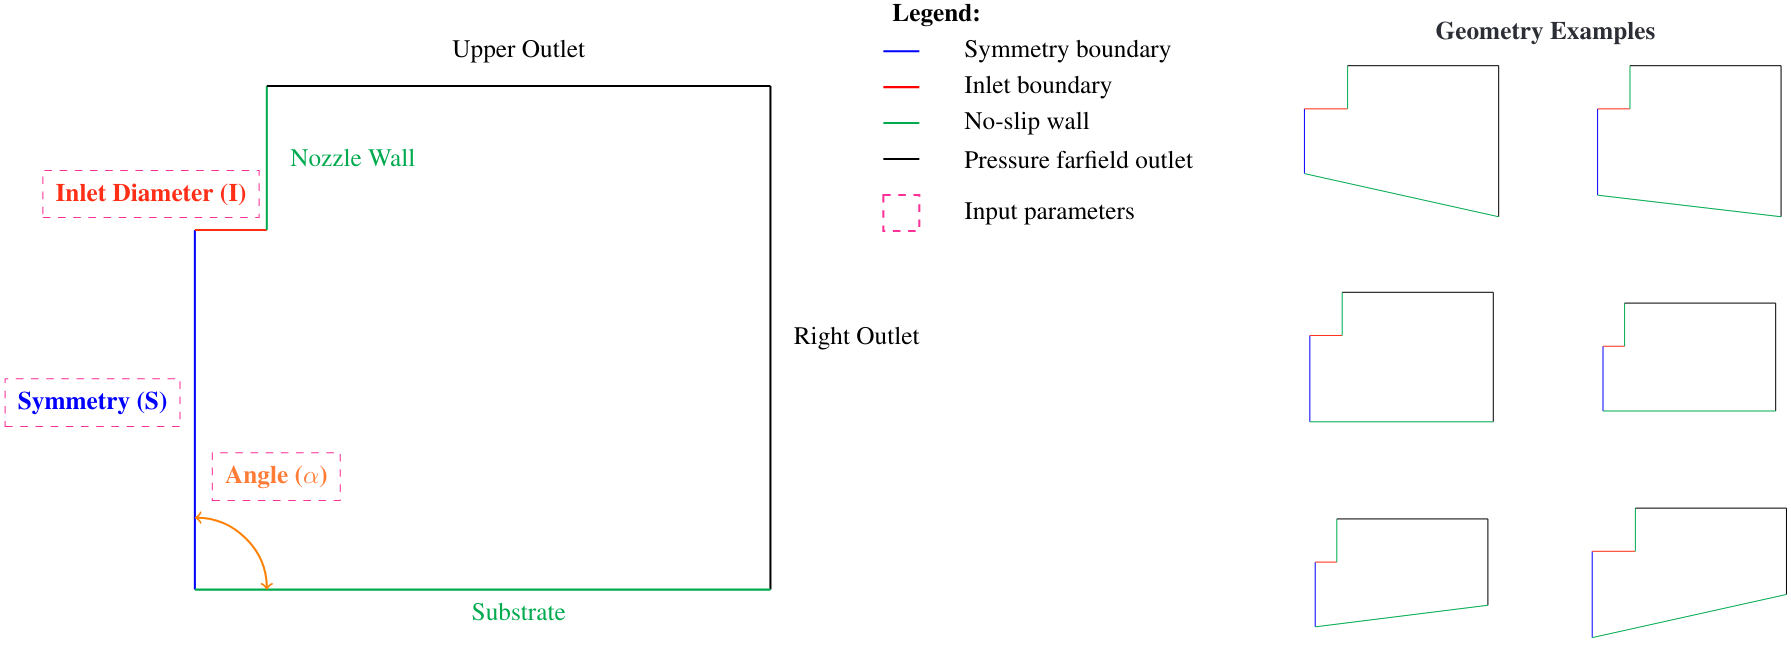 Upper Outlet
Nozzle Wall
Inlet Diameter (I)
Right Outlet
Symmetry (S)
Angle (α)
Substrate
Legend:
Symmetry boundary
Inlet boundary
No-slip wall
Pressure farfield outlet
Input parameters
Geometry Examples